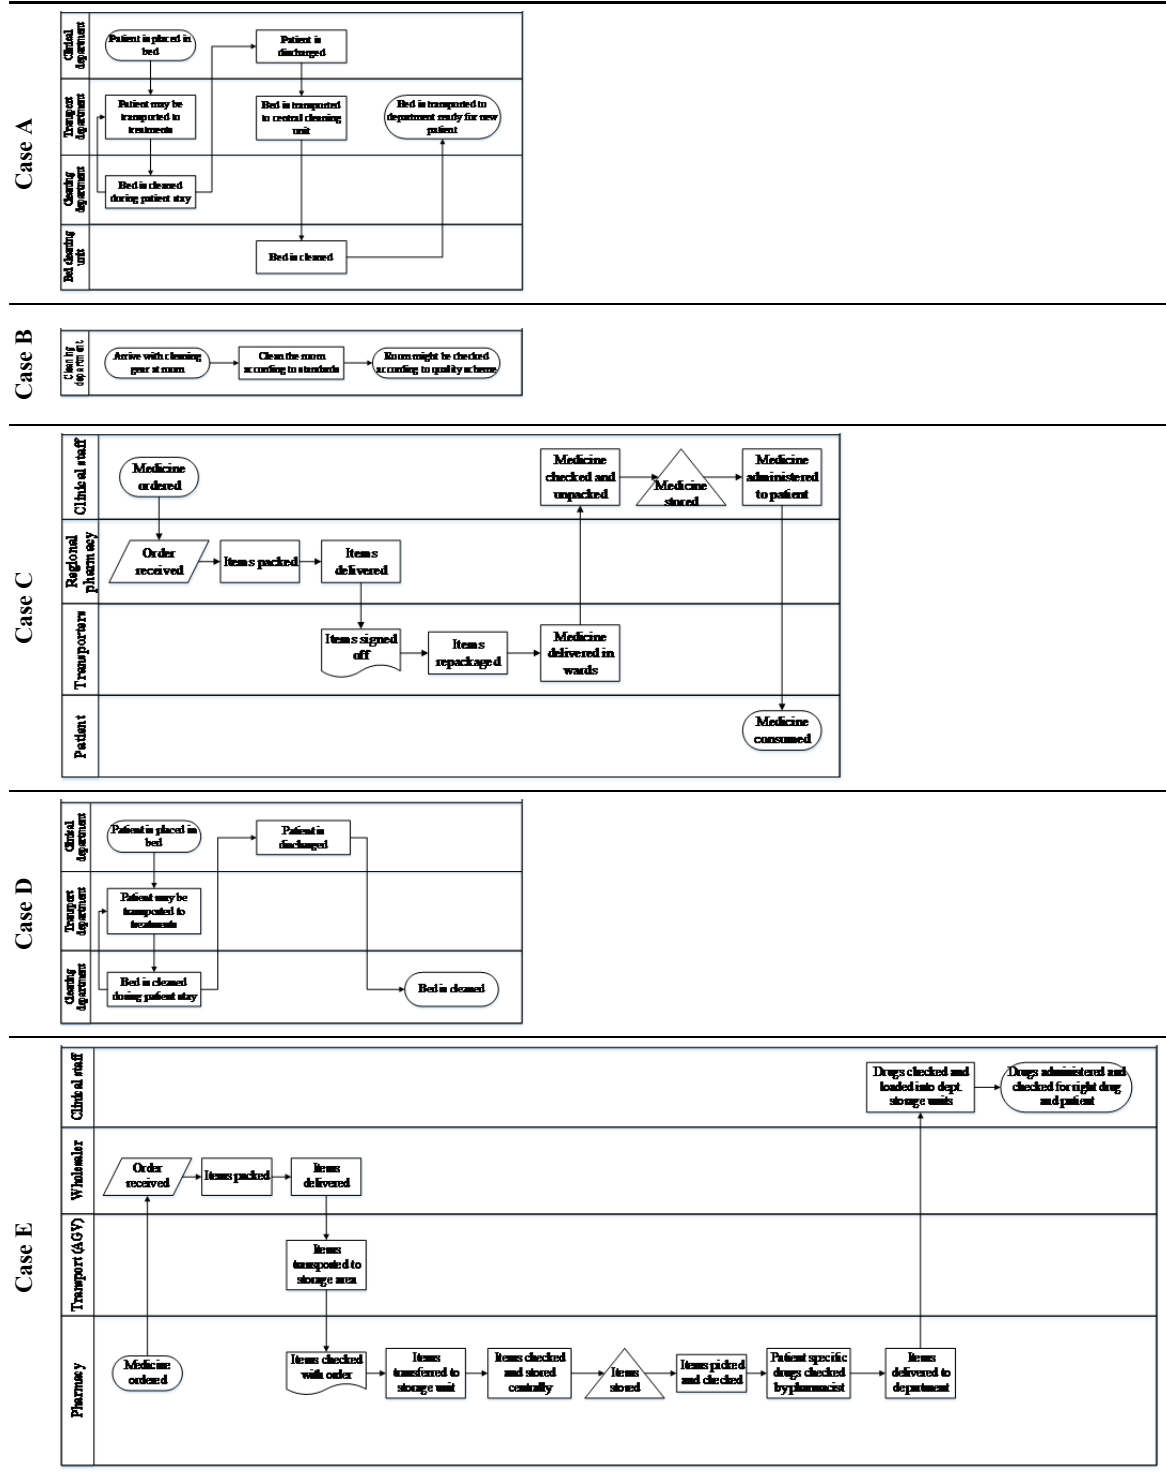 Case A
Clinical
department
Patient is placed in
bed
Patient is
discharged
Transport
department
Patient may be
transported to
treatments
Bed is transported
to central cleaning
unit
Bed is transported to
department ready for new
patient
Cleaning
department
Bed is cleaned
during patient stay
Bed cleaning
unit
Bed is cleaned
Case B
Cleaning
department
Arrive with cleaning
gear at room
Clean the room
according to standards
Room might be checked
according to quality scheme
Case C
Clinical staff
Medicine
ordered
Medicine
checked and
unpacked
Medicine
stored
Medicine
administered
to patient
Regional
pharmacy
Order
received
Items packed
Items
delivered
Transporters
Items signed
off
Items
repackaged
Medicine
delivered in
wards
Patient
Medicine
consumed
Case D
Clinical
department
Patient is placed in
bed
Patient is
discharged
Transport
department
Patient may be
transported to
treatments
Cleaning
department
Bed is cleaned
during patient stay
Bed is cleaned
Case E
Clinical staff
Drugs checked and
loaded into dept.
storage units
Drugs administered and
checked for right drug
and patient
Wholesaler
Order
received
Items packed
Items
delivered
Transport (AGV)
Items
transported to
storage area
Pharmacy
Medicine
ordered
Items checked
with order
Items
transferred to
storage unit
Items checked
and stored
centrally
Items
stored
Items picked
and checked
Patient specific
drugs checked
by pharmacist
Items
delivered to
department